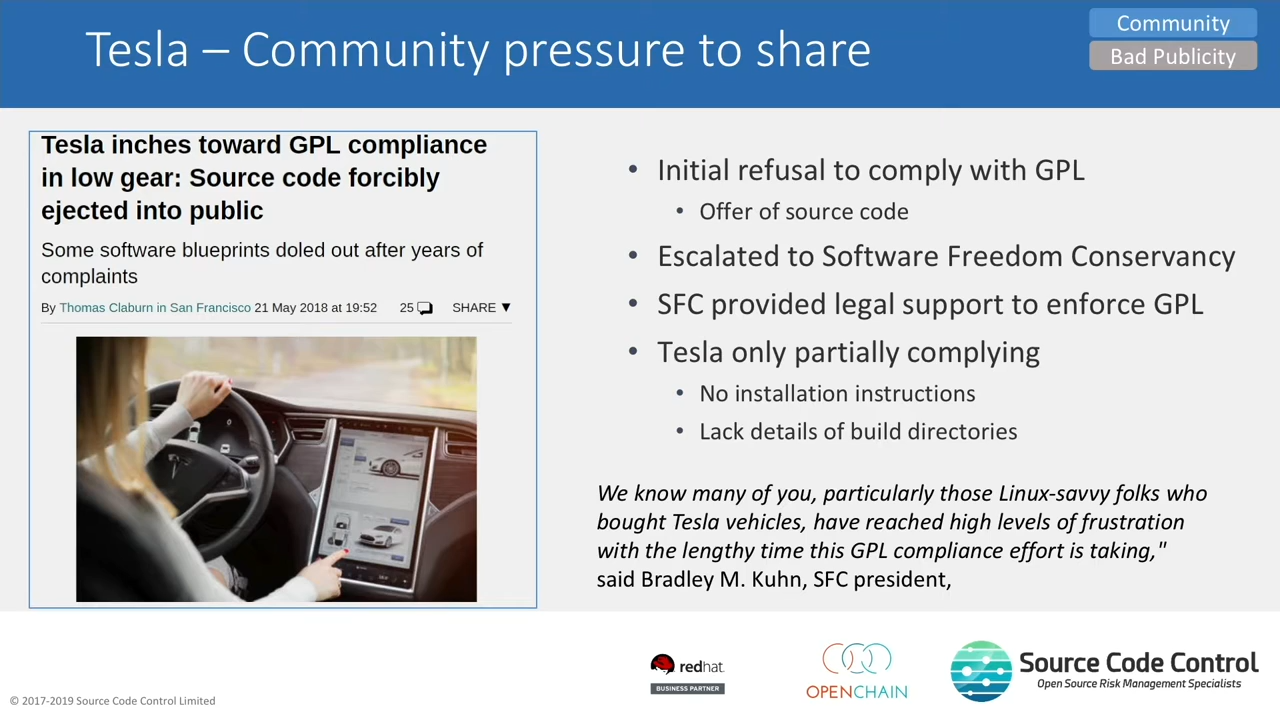 Tesla – Community pressure to share
Community
Bad Publicity
Tesla inches toward GPL compliance
in low gear: Source code forcibly
ejected into public
Some software blueprints doled out after years of
complaints
By Thomas Claburn in San Francisco 21 May 2018 at 19:52 25 SHARE ▼
• Initial refusal to comply with GPL
• Offer of source code
• Escalated to Software Freedom Conservancy
• SFC provided legal support to enforce GPL
• Tesla only partially complying
• No installation instructions
• Lack details of build directories
We know many of you, particularly those Linux-savvy folks who
bought Tesla vehicles, have reached high levels of frustration
with the lengthy time this GPL compliance effort is taking,"
said Bradley M. Kuhn, SFC president,
redhat.
BUSINESS PARTNER
OPENCHAIN
Source Code Control
Open Source Risk Management Specialists
© 2017-2019 Source Code Control Limited